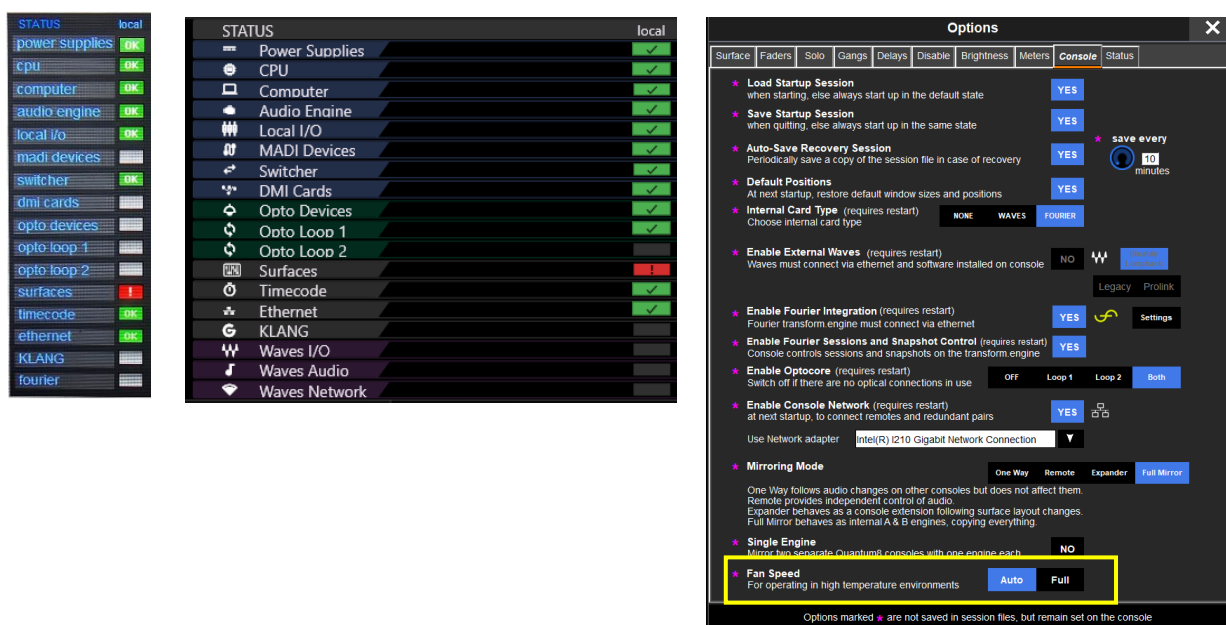 STATUS local
power supplies OK
cpu OK
computer OK
audio engine OK
local i/o OK
madi devices
switcher OK
dmi cards
opto devices
opto loop 1
opto loop 2
surfaces !
timecode OK
ethernet OK
KLANG
fourier
STATUS local
Power Supplies
CPU
Computer
Audio Engine
Local I/O
MADI Devices
Switcher
DMI Cards
Opto Devices
Opto Loop 1
Opto Loop 2
Surfaces !
Timecode
Ethernet
KLANG
Waves I/O
Waves Audio
Waves Network
Options
Surface Faders Solo Gangs Delays Disable Brightness Meters Console Status
* Load Startup Session
when starting, else always start up in the default state YES
* Save Startup Session
when quitting, else always start up in the same state YES
* Auto-Save Recovery Session
Periodically save a copy of the session file in case of recovery YES
* save every
10
minutes
* Default Positions
At next startup, restore default window sizes and positions YES
* Internal Card Type (requires restart)
Choose internal card type NONE WAVES FOURIER
* Enable External Waves (requires restart)
Waves must connect via ethernet and software installed on console NO
Legacy Prolink
* Enable Fourier Integration (requires restart)
Fourier transform.engine must connect via ethernet YES Settings
* Enable Fourier Sessions and Snapshot Control (requires restart)
Console controls sessions and snapshots on the transform.engine YES
* Enable Optocore (requires restart)
Switch off if there are no optical connections in use OFF Loop 1 Loop 2 Both
* Enable Console Network (requires restart)
at next startup, to connect remotes and redundant pairs YES
Use Network adapter Intel(R) I210 Gigabit Network Connection
* Mirroring Mode One Way Remote Expander Full Mirror
One Way follows audio changes on other consoles but does not affect them.
Remote provides independent control of audio.
Expander behaves as a console extension following surface layout changes.
Full Mirror behaves as internal A & B engines, copying everything.
* Single Engine
Mirror two separate Quantum8 consoles with one engine each NO
* Fan Speed
For operating in high temperature environments Auto Full
Options marked * are not saved in session files, but remain set on the console